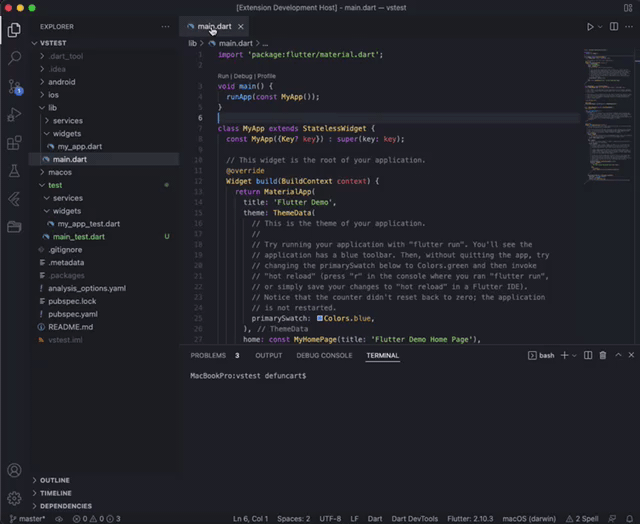 [Extension Development Host] - main.dart - vstest
EXPLORER
VSTEST
.dart_tool
.idea
android
ios
lib
services
widgets
my_app.dart
main.dart
macos
test
services
widgets
my_app_test.dart
main_test.dart U
.gitignore
.metadata
.packages
analysis_options.yaml
pubspec.lock
pubspec.yaml
README.md
vstest.iml
OUTLINE
TIMELINE
DEPENDENCIES
1
main.dart
lib > main.dart > ...
1 import 'package:flutter/material.dart';
2
Run | Debug | Profile
3 void main() {
4 runApp(const MyApp());
5 }
6
7 class MyApp extends StatelessWidget {
8 const MyApp({Key? key}) : super(key: key);
9
10 // This widget is the root of your application.
11 @override
12 Widget build(BuildContext context) {
13 return MaterialApp(
14 title: 'Flutter Demo',
15 theme: ThemeData(
16 // This is the theme of your application.
17 //
18 // Try running your application with "flutter run". You'll see the
19 // application has a blue toolbar. Then, without quitting the app, try
20 // changing the primarySwatch below to Colors.green and then invoke
21 // "hot reload" (press "r" in the console where you ran "flutter run",
22 // or simply save your changes to "hot reload" in a Flutter IDE).
23 // Notice that the counter didn't reset back to zero; the application
24 // is not restarted.
25 primarySwatch: Colors.blue,
26 ), // ThemeData
27 home: const MyHomePage(title: 'Flutter Demo Home Page'),
PROBLEMS 3 OUTPUT DEBUG CONSOLE TERMINAL bash
MacBookPro:vstest defuncart$
master* 0 0 3 Ln 6, Col 1 Spaces: 2 UTF-8 LF Dart Dart DevTools Flutter: 2.10.3 macOS (darwin) 2 Spell